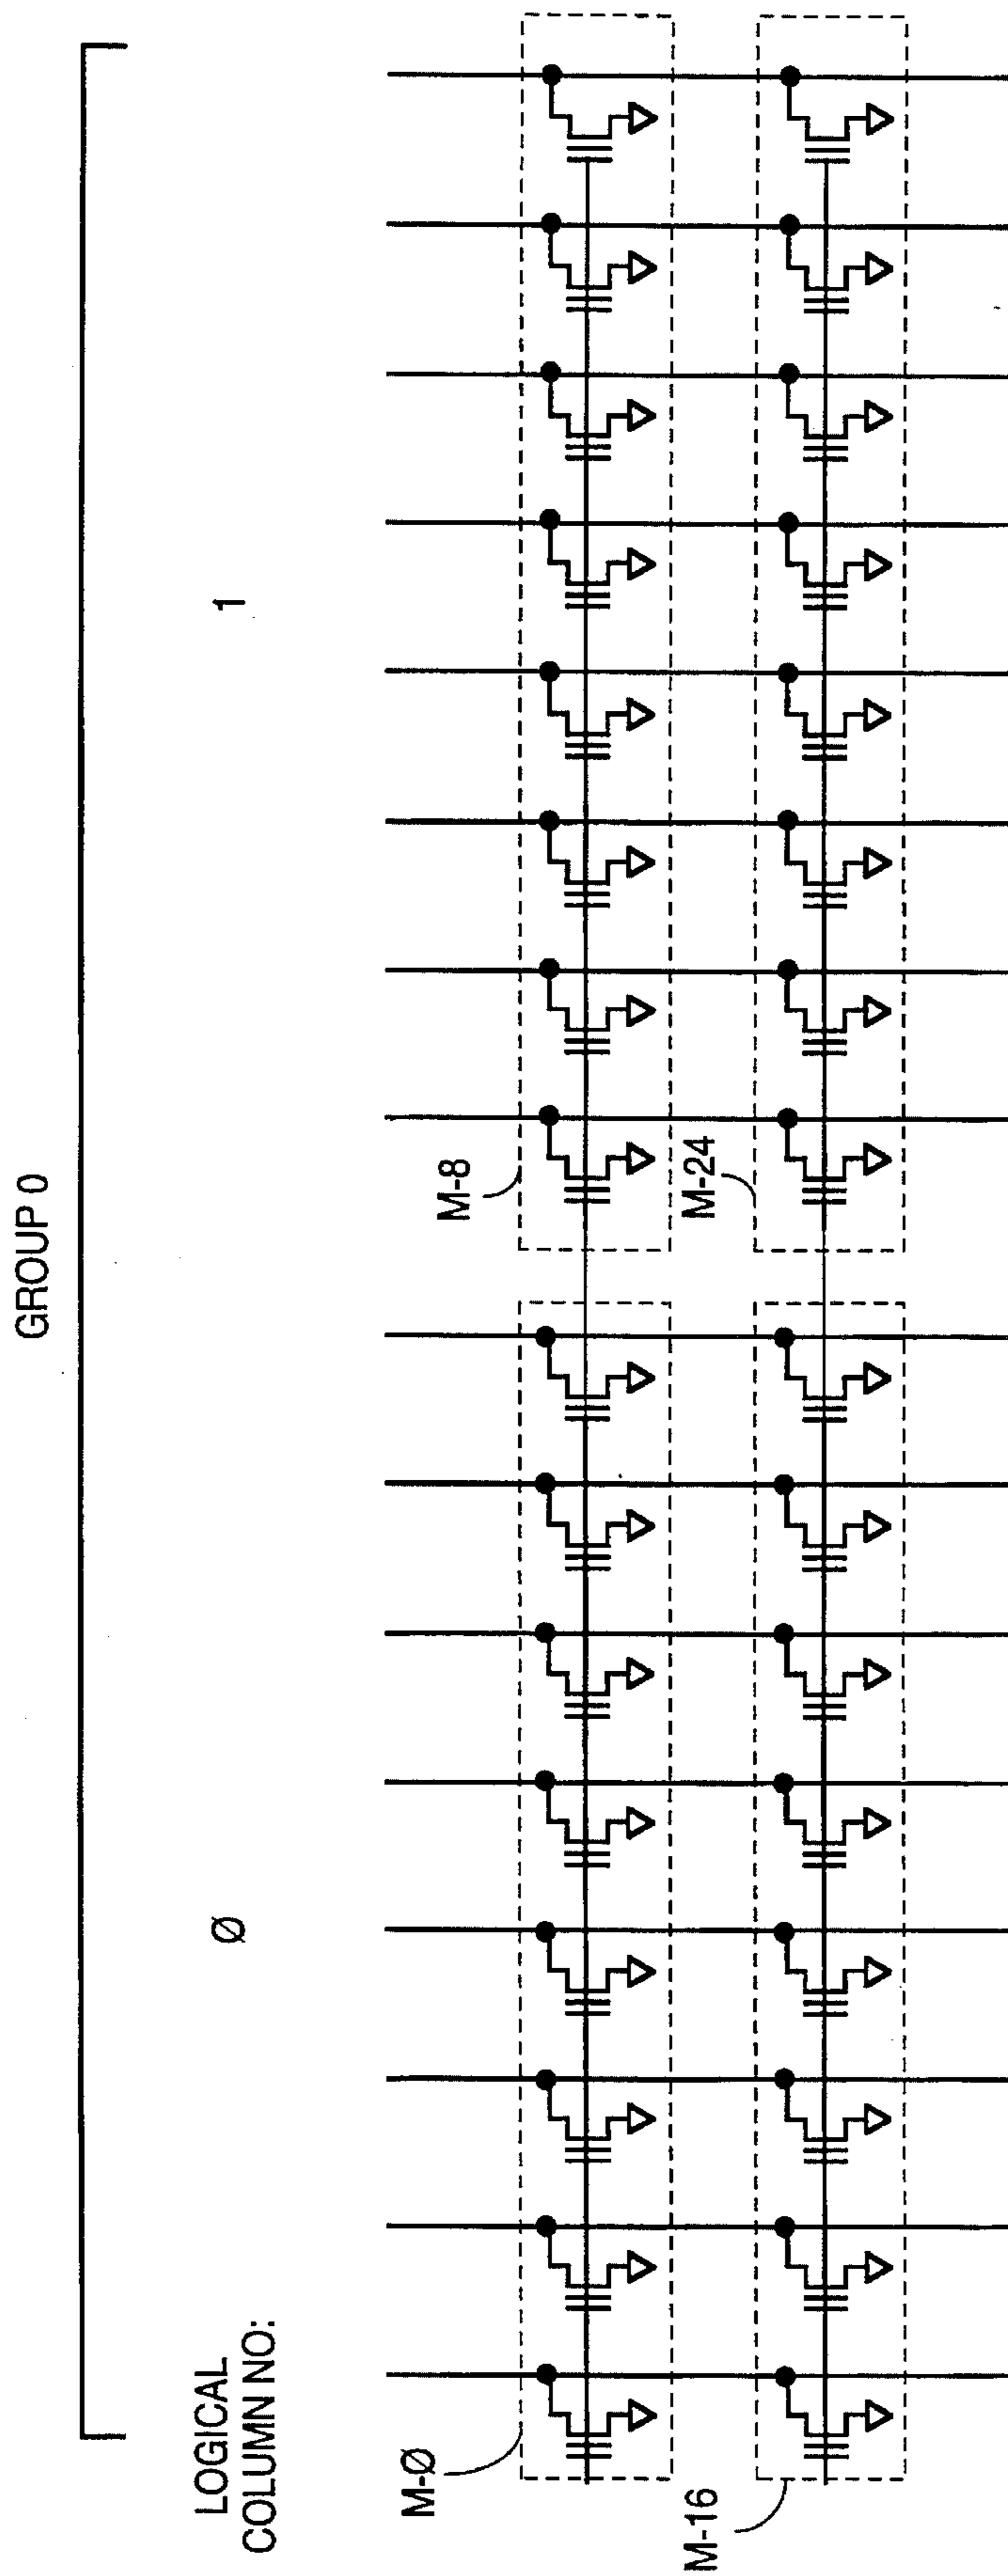 GROUP 0
LOGICAL
COLUMN NO:
Ø
1
M-Ø
M-8
M-16
M-24